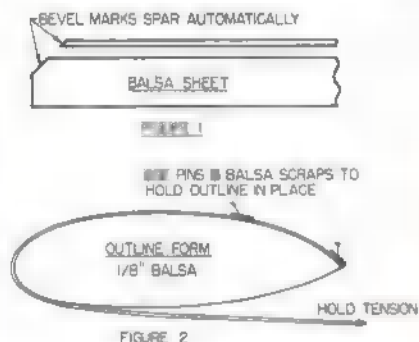 BEVEL MARKS SPAR AUTOMATICALLY
BALSA SHEET
1
PINS BALSA SCRAPS TO
HOLD OUTLINE IN PLACE
OUTLINE FORM
1/8" BALSA
HOLD TENSION
FIGURE 2